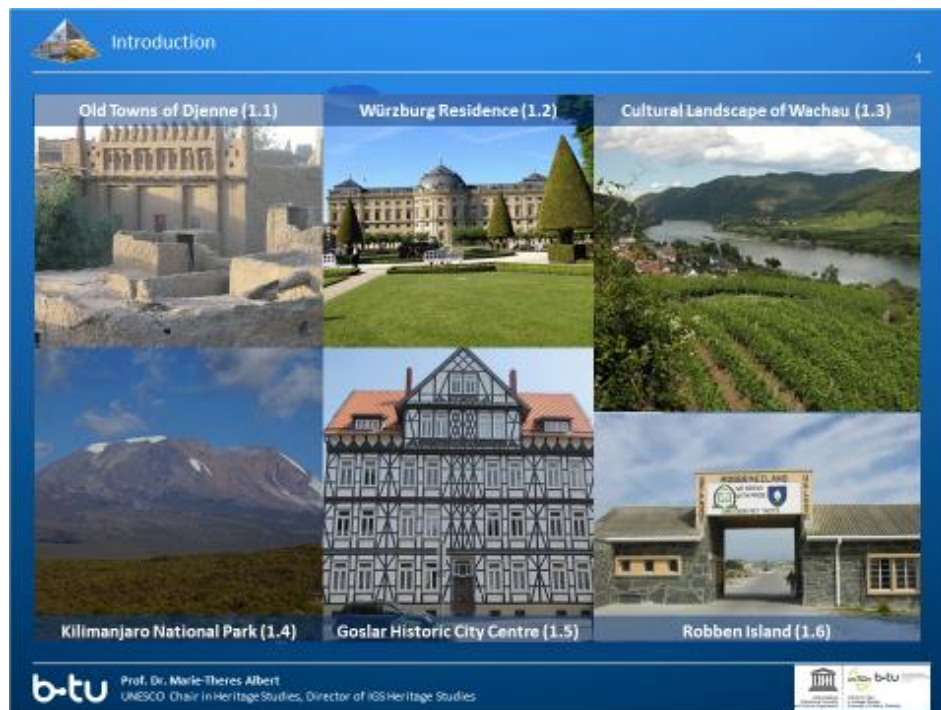 Introduction
1
Old Towns of Djenne (1.1)
Würzburg Residence (1.2)
Cultural Landscape of Wachau (1.3)
Kilimanjaro National Park (1.4)
Goslar Historic City Centre (1.5)
Robben Island (1.6)
b-tu
Prof. Dr. Marie-Theres Albert
UNESCO Chair in Heritage Studies, Director of IGS Heritage Studies
b-tu